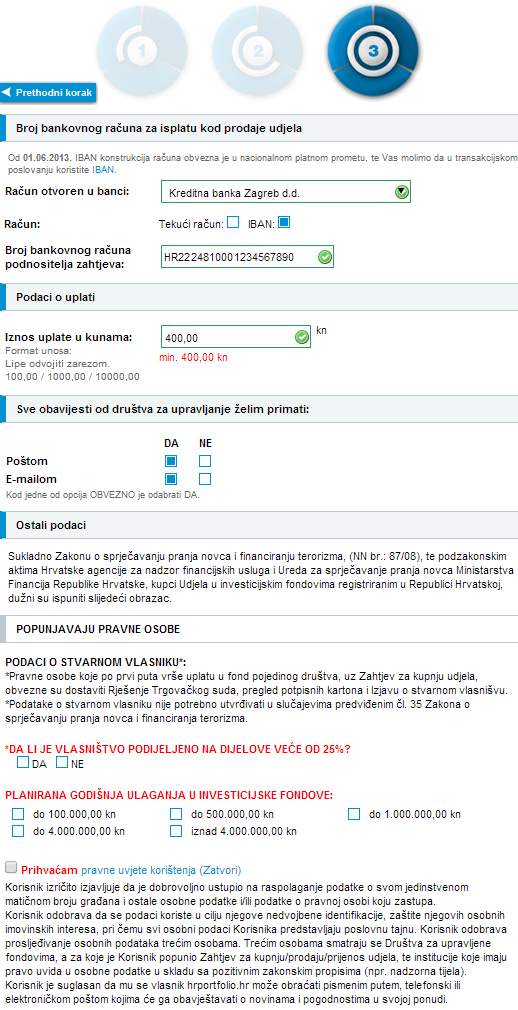 1 2 3
Prethodni korak
Broj bankovnog računa za isplatu kod prodaje udjela
Od 01.06.2013. IBAN konstrukcija računa obvezna je u nacionalnom platnom prometu, te Vas molimo da u transakcijskom
poslovanju koristite IBAN.
Račun otvoren u banci: Kreditna banka Zagreb d.d.
Račun: Tekući račun: IBAN:
Broj bankovnog računa
podnositelja zahtjeva: HR2224810001234567890
Podaci o uplati
Iznos uplate u kunama: 400,00 kn
Format unosa: min. 400,00 kn
Lipe odvojiti zarezom.
100,00 / 1000,00 / 10000,00
Sve obavijesti od društva za upravljanje želim primati:
DA NE
Poštom
E-mailom
Kod jedne od opcija OBVEZNO je odabrati DA.
Ostali podaci
Sukladno Zakonu o sprječavanju pranja novca i financiranju terorizma, (NN br.: 87/08), te podzakonskim
aktima Hrvatske agencije za nadzor financijskih usluga i Ureda za sprječavanje pranja novca Ministarstva
Financija Republike Hrvatske, kupci Udjela u investicijskim fondovima registriranim u Republici Hrvatskoj,
dužni su ispuniti slijedeći obrazac.
POPUNJAVAJU PRAVNE OSOBE
PODACI O STVARNOM VLASNIKU*:
*Pravne osobe koje po prvi puta vrše uplatu u fond pojedinog društva, uz Zahtjev za kupnju udjela,
obvezne su dostaviti Rješenje Trgovačkog suda, pregled potpisnih kartona i Izjavu o stvarnom vlasnišvu.
*Podatake o stvarnom vlasniku nije potrebno utvrđivati u slučajevima predviđenim čl. 35 Zakona o
sprječavanju pranja novca i financiranja terorizma.
*DA LI JE VLASNIŠTVO PODIJELJENO NA DIJELOVE VEĆE OD 25%?
DA NE
PLANIRANA GODIŠNJA ULAGANJA U INVESTICIJSKE FONDOVE:
do 100.000,00 kn do 500.000,00 kn do 1.000.000,00 kn
do 4.000.000,00 kn iznad 4.000.000,00 kn
Prihvaćam pravne uvjete korištenja (Zatvori)
Korisnik izričito izjavljuje da je dobrovoljno ustupio na raspolaganje podatke o svom jedinstvenom
matičnom broju građana i ostale osobne podatke i/ili podatke o pravnoj osobi koju zastupa.
Korisnik odobrava da se podaci koriste u cilju njegove nedvojbene identifikacije, zaštite njegovih osobnih
imovinskih interesa, pri čemu svi osobni podaci Korisnika predstavljaju poslovnu tajnu. Korisnik odobrava
prosljeđivanje osobnih podataka trećim osobama. Trećim osobama smatraju se Društva za upravljene
fondovima, a za koje je Korisnik popunio Zahtjev za kupnju/prodaju/prijenos udjela, te institucije koje imaju
pravo uvida u osobne podatke u skladu sa pozitivnim zakonskim propisima (npr. nadzorna tijela).
Korisnik je suglasan da mu se vlasnik hrportfolio.hr može obraćati pismenim putem, telefonski ili
elektroničkom poštom kojima će ga obavještavati o novinama i pogodnostima u svojoj ponudi.